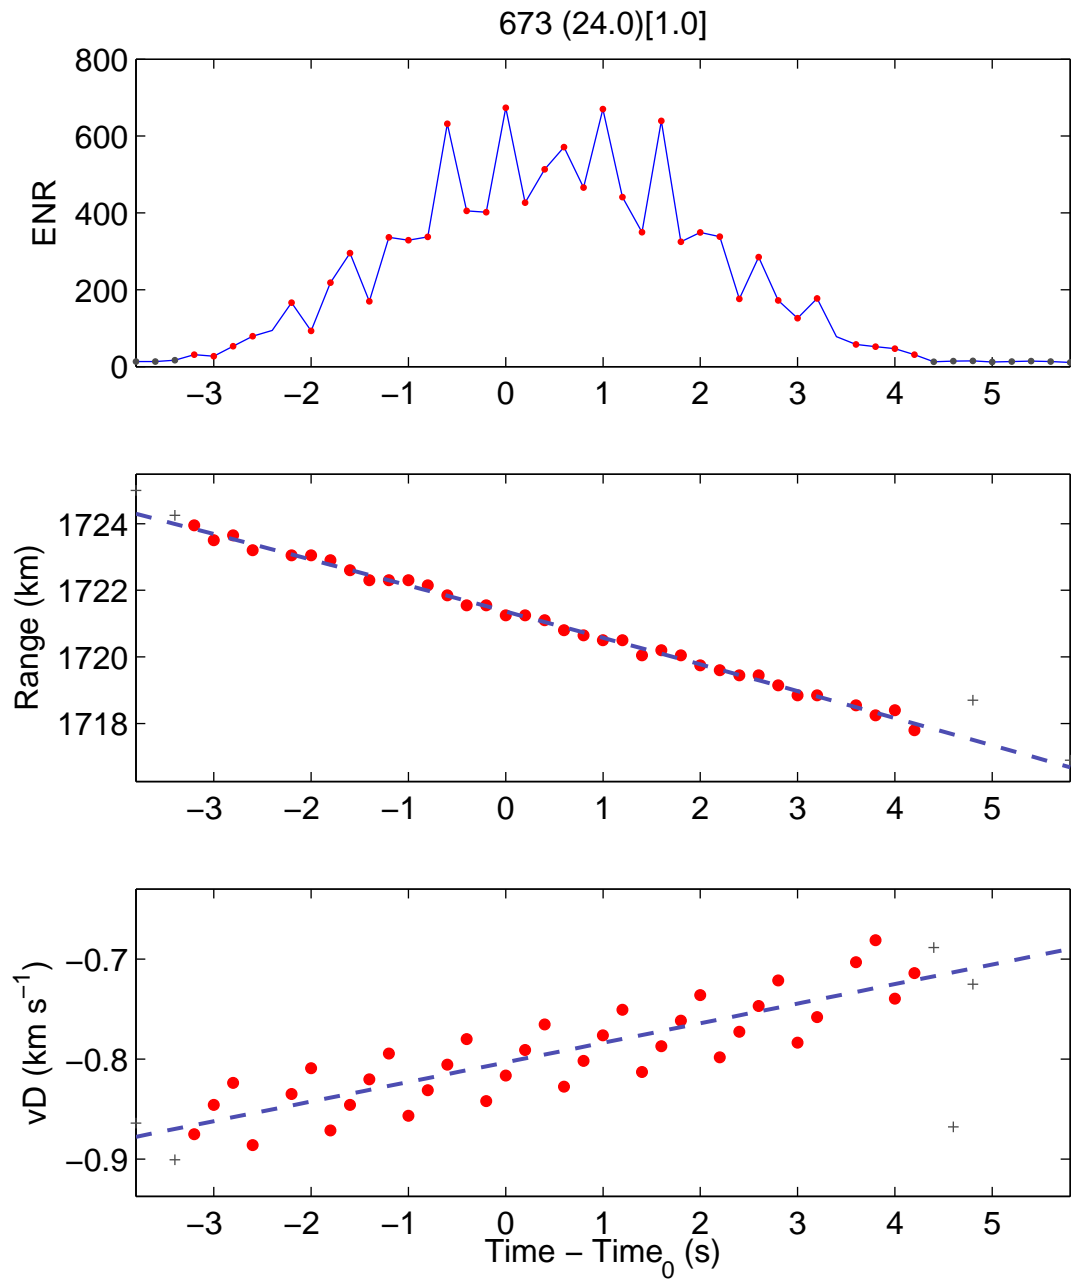 673 (24.0)[1.0]
800
600
400
200
0
ENR
−3 −2 −1 0 1 2 3 4 5
1724
1722
1720
1718
Range (km)
−3 −2 −1 0 1 2 3 4 5
−0.7
−0.8
−0.9
vD (km s⁻¹)
−3 −2 −1 0 1 2 3 4 5
Time − Time₀ (s)